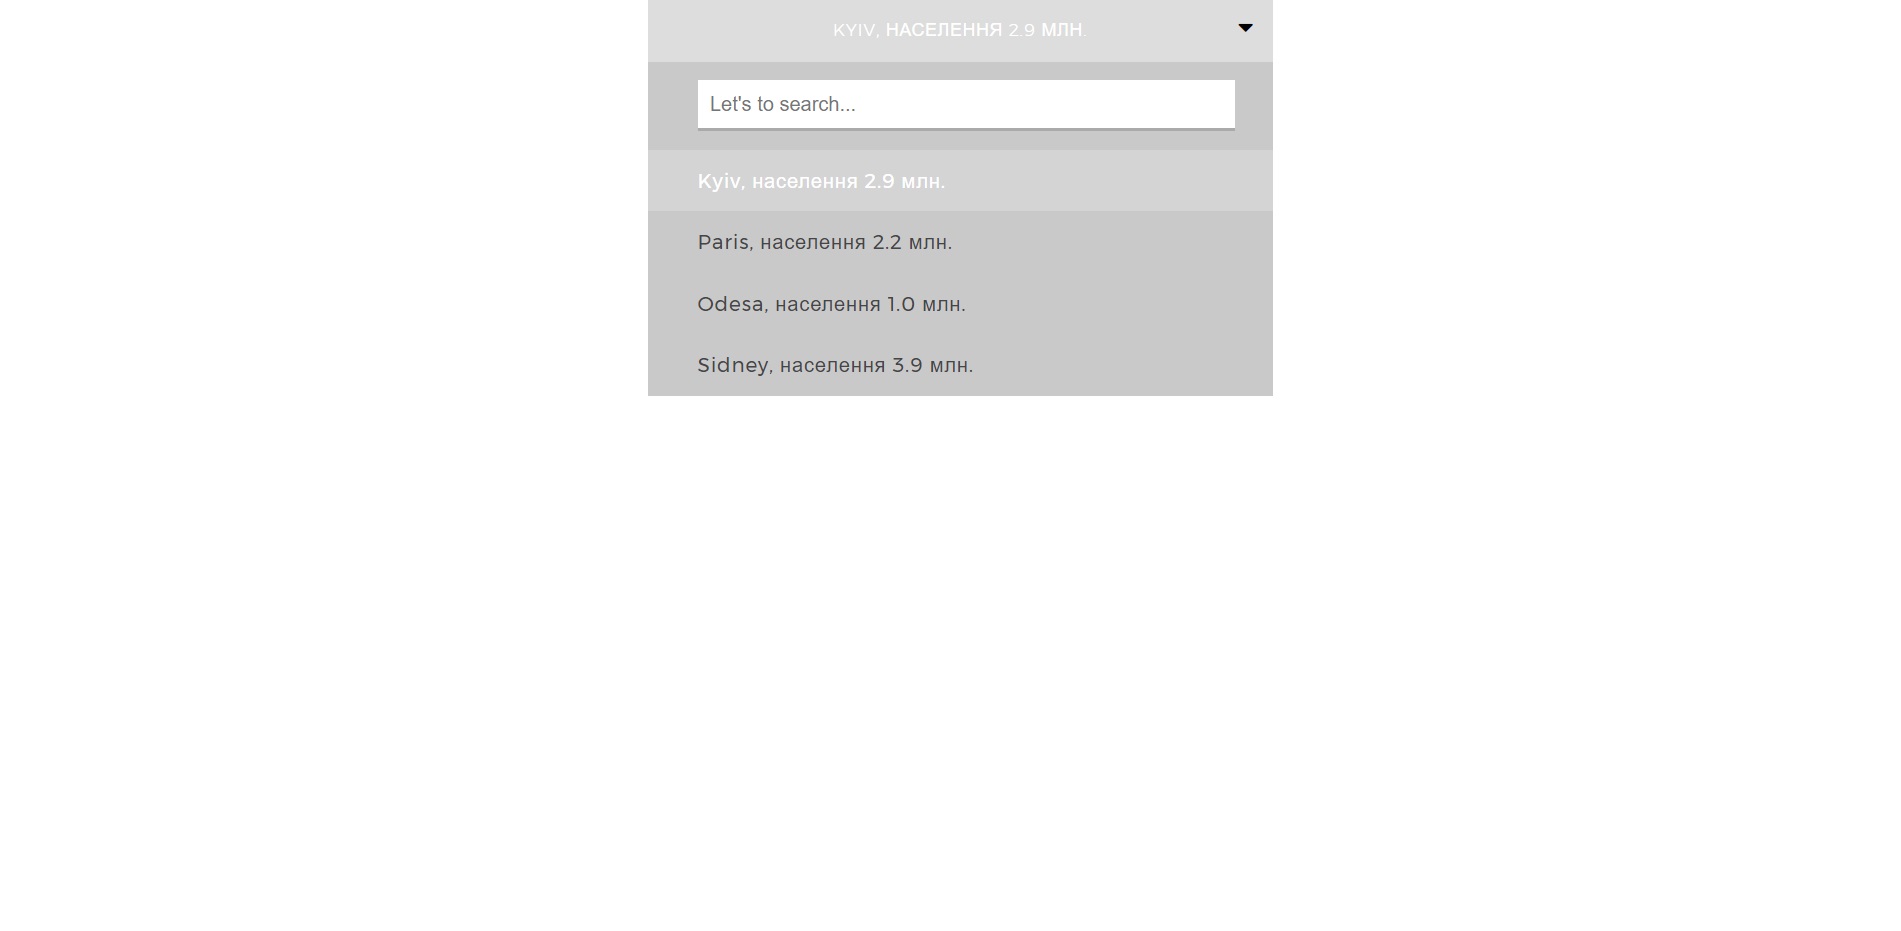 KYIV, НАСЕЛЕННЯ 2.9 МЛН.
Let's to search...
Kyiv, населення 2.9 млн.
Paris, населення 2.2 млн.
Odesa, населення 1.0 млн.
Sidney, населення 3.9 млн.